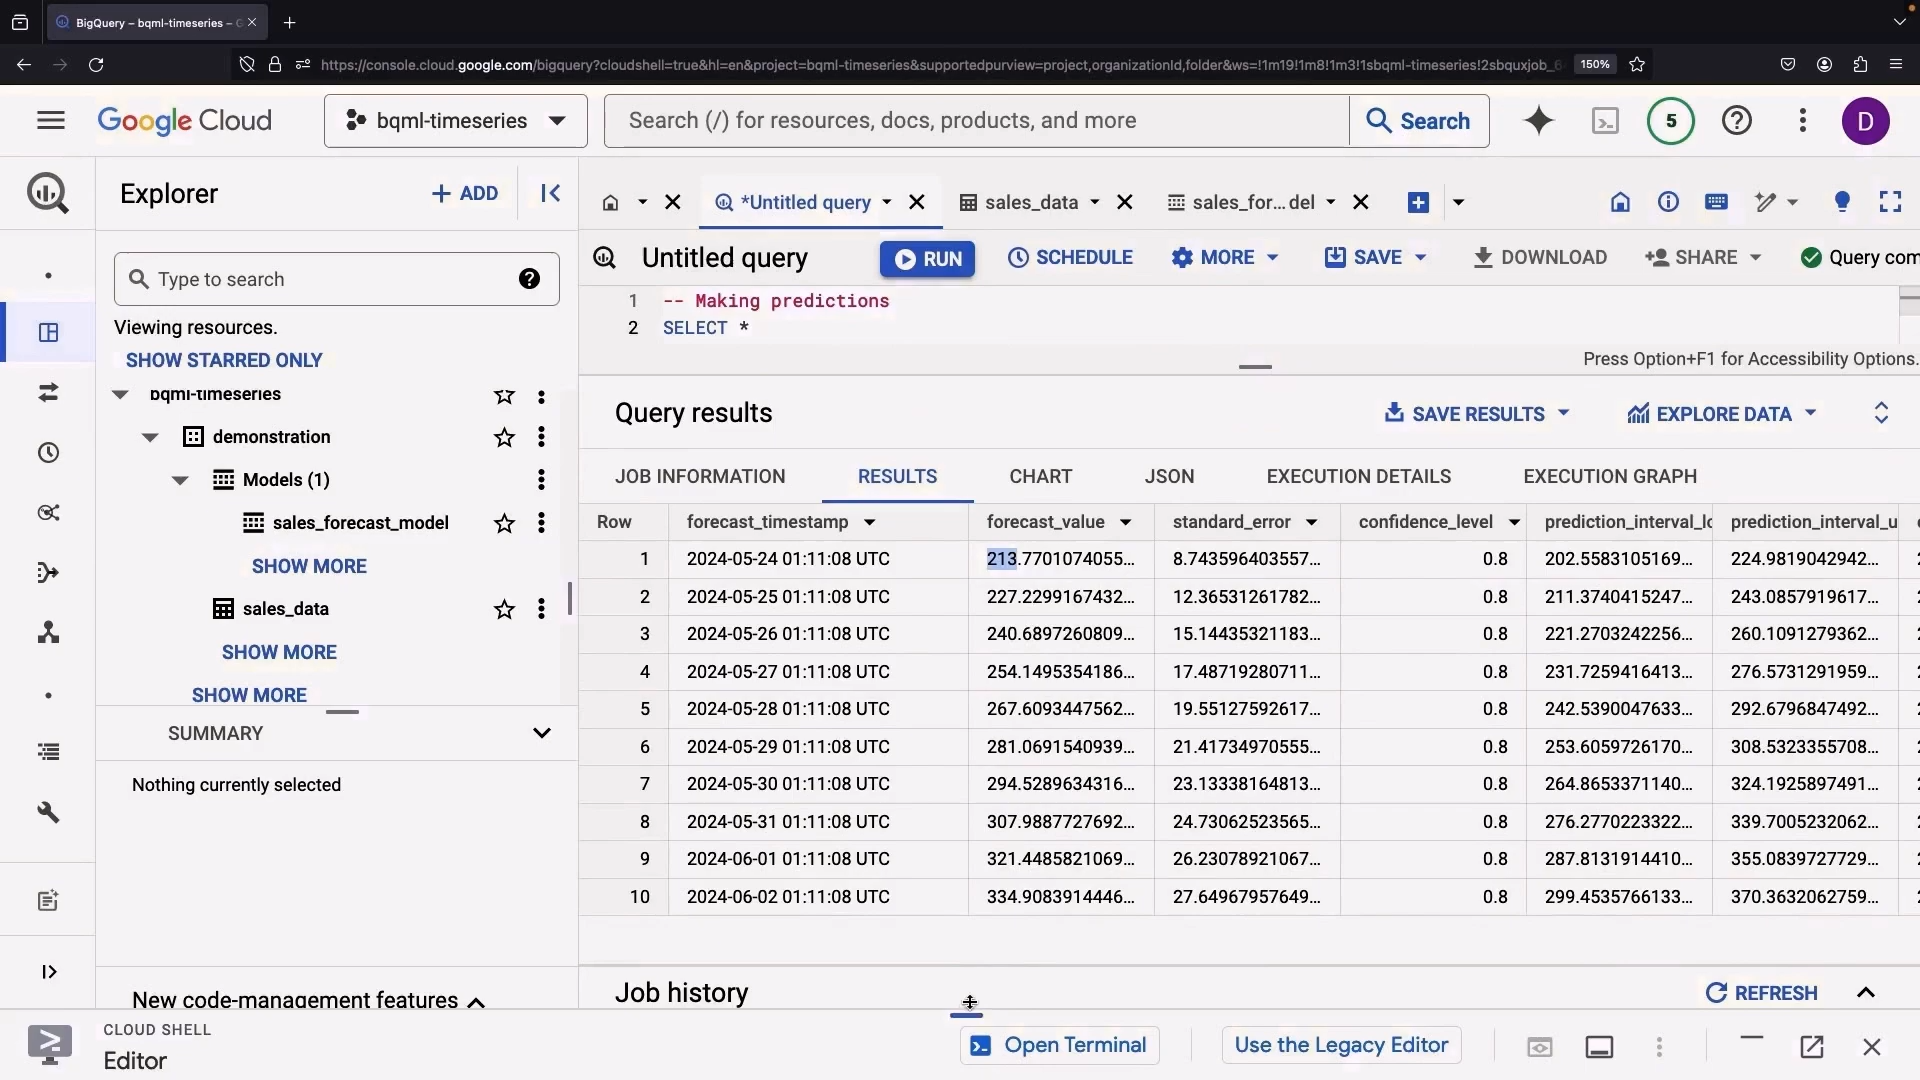 BigQuery – bqml-timeseries – G
https://console.cloud.google.com/bigquery?cloudshell=true&hl=en&project=bqml-timeseries&supportedpurview=project,organizationId,folder&ws=!1m19!1m8!1m3!1sbqml-timeseries!2sbquxjob_6
150%
Google Cloud
bqml-timeseries
Search (/) for resources, docs, products, and more
Search
5
D
Explorer
+ ADD
*Untitled query
sales_data
sales_for...del
Untitled query
RUN
SCHEDULE
MORE
SAVE
DOWNLOAD
SHARE
Query com
Type to search
Viewing resources.
SHOW STARRED ONLY
bqml-timeseries
demonstration
Models (1)
sales_forecast_model
SHOW MORE
sales_data
SHOW MORE
SHOW MORE
SUMMARY
Nothing currently selected
New code-management features
1 -- Making predictions
2 SELECT *
Press Option+F1 for Accessibility Options.
Query results
SAVE RESULTS
EXPLORE DATA
JOB INFORMATION RESULTS CHART JSON EXECUTION DETAILS EXECUTION GRAPH
Row forecast_timestamp forecast_value standard_error confidence_level prediction_interval_lo prediction_interval_u
1 2024-05-24 01:11:08 UTC 213.7701074055... 8.743596403557... 0.8 202.5583105169... 224.9819042942...
2 2024-05-25 01:11:08 UTC 227.2299167432... 12.36531261782... 0.8 211.3740415247... 243.0857919617...
3 2024-05-26 01:11:08 UTC 240.6897260809... 15.14435321183... 0.8 221.2703242256... 260.1091279362...
4 2024-05-27 01:11:08 UTC 254.1495354186... 17.48719280711... 0.8 231.7259416413... 276.5731291959...
5 2024-05-28 01:11:08 UTC 267.6093447562... 19.55127592617... 0.8 242.5390047633... 292.6796847492...
6 2024-05-29 01:11:08 UTC 281.0691540939... 21.41734970555... 0.8 253.6059726170... 308.5323355708...
7 2024-05-30 01:11:08 UTC 294.5289634316... 23.13338164813... 0.8 264.8653371140... 324.1925897491...
8 2024-05-31 01:11:08 UTC 307.9887727692... 24.73062523565... 0.8 276.2770223322... 339.7005232062...
9 2024-06-01 01:11:08 UTC 321.4485821069... 26.23078921067... 0.8 287.8131914410... 355.0839727729...
10 2024-06-02 01:11:08 UTC 334.9083914446... 27.64967957649... 0.8 299.4535766133... 370.3632062759...
Job history
REFRESH
CLOUD SHELL
Editor
Open Terminal
Use the Legacy Editor